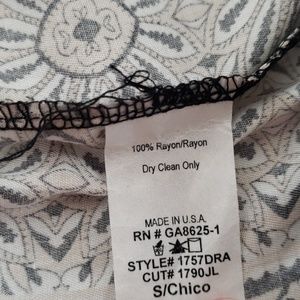 100% Rayon/Rayon
Dry Clean Only
MADE IN U.S.A.
RN # GA8625-1
STYLE# 1757DRA
CUT# 1790JL
S/Chico